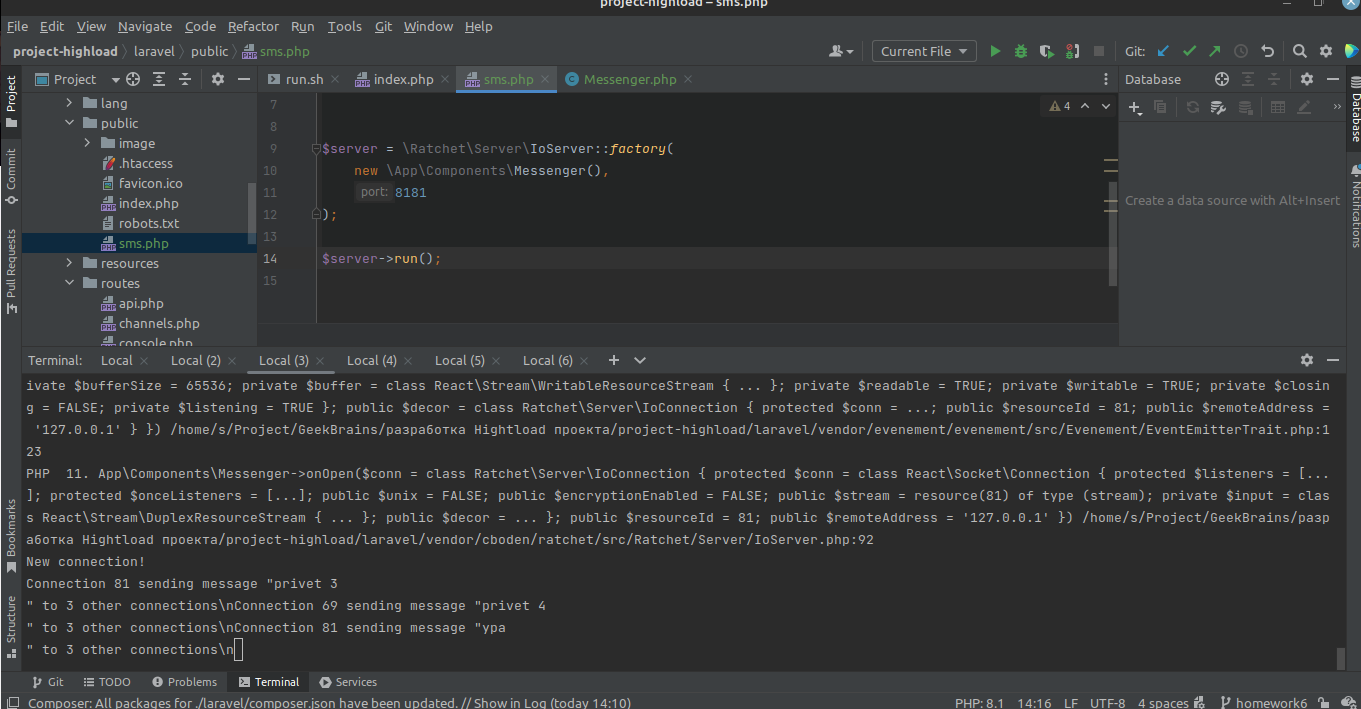 project-highload – sms.php
File Edit View Navigate Code Refactor Run Tools Git Window Help
project-highload laravel public sms.php
Current File Git:
Project run.sh index.php sms.php Messenger.php Database
lang
public
image
.htaccess
favicon.ico
index.php
robots.txt
sms.php
resources
routes
api.php
channels.php
console.php
7
8
9 $server = \Ratchet\Server\IoServer::factory(
10 new \App\Components\Messenger(),
11 port: 8181
12 );
13
14 $server->run();
15
4
Create a data source with Alt+Insert
Project
Commit
Pull Requests
Bookmarks
Structure
Database
Notifications
Terminal: Local Local (2) Local (3) Local (4) Local (5) Local (6)
ivate $bufferSize = 65536; private $buffer = class React\Stream\WritableResourceStream { ... }; private $readable = TRUE; private $writable = TRUE; private $closin
g = FALSE; private $listening = TRUE }; public $decor = class Ratchet\Server\IoConnection { protected $conn = ...; public $resourceId = 81; public $remoteAddress =
'127.0.0.1' } }) /home/s/Project/GeekBrains/разработка Hightload проекта/project-highload/laravel/vendor/evenement/evenement/src/Evenement/EventEmitterTrait.php:1
23
PHP 11. App\Components\Messenger->onOpen($conn = class Ratchet\Server\IoConnection { protected $conn = class React\Socket\Connection { protected $listeners = [...
]; protected $onceListeners = [...]; public $unix = FALSE; public $encryptionEnabled = FALSE; public $stream = resource(81) of type (stream); private $input = clas
s React\Stream\DuplexResourceStream { ... }; public $decor = ... }; public $resourceId = 81; public $remoteAddress = '127.0.0.1' }) /home/s/Project/GeekBrains/разр
аботка Hightload проекта/project-highload/laravel/vendor/cboden/ratchet/src/Ratchet/Server/IoServer.php:92
New connection!
Connection 81 sending message "privet 3
" to 3 other connections\nConnection 69 sending message "privet 4
" to 3 other connections\nConnection 81 sending message "ypa
" to 3 other connections\n
Git TODO Problems Terminal Services
Composer: All packages for ./laravel/composer.json have been updated. // Show in Log (today 14:10) PHP: 8.1 14:16 LF UTF-8 4 spaces homework6